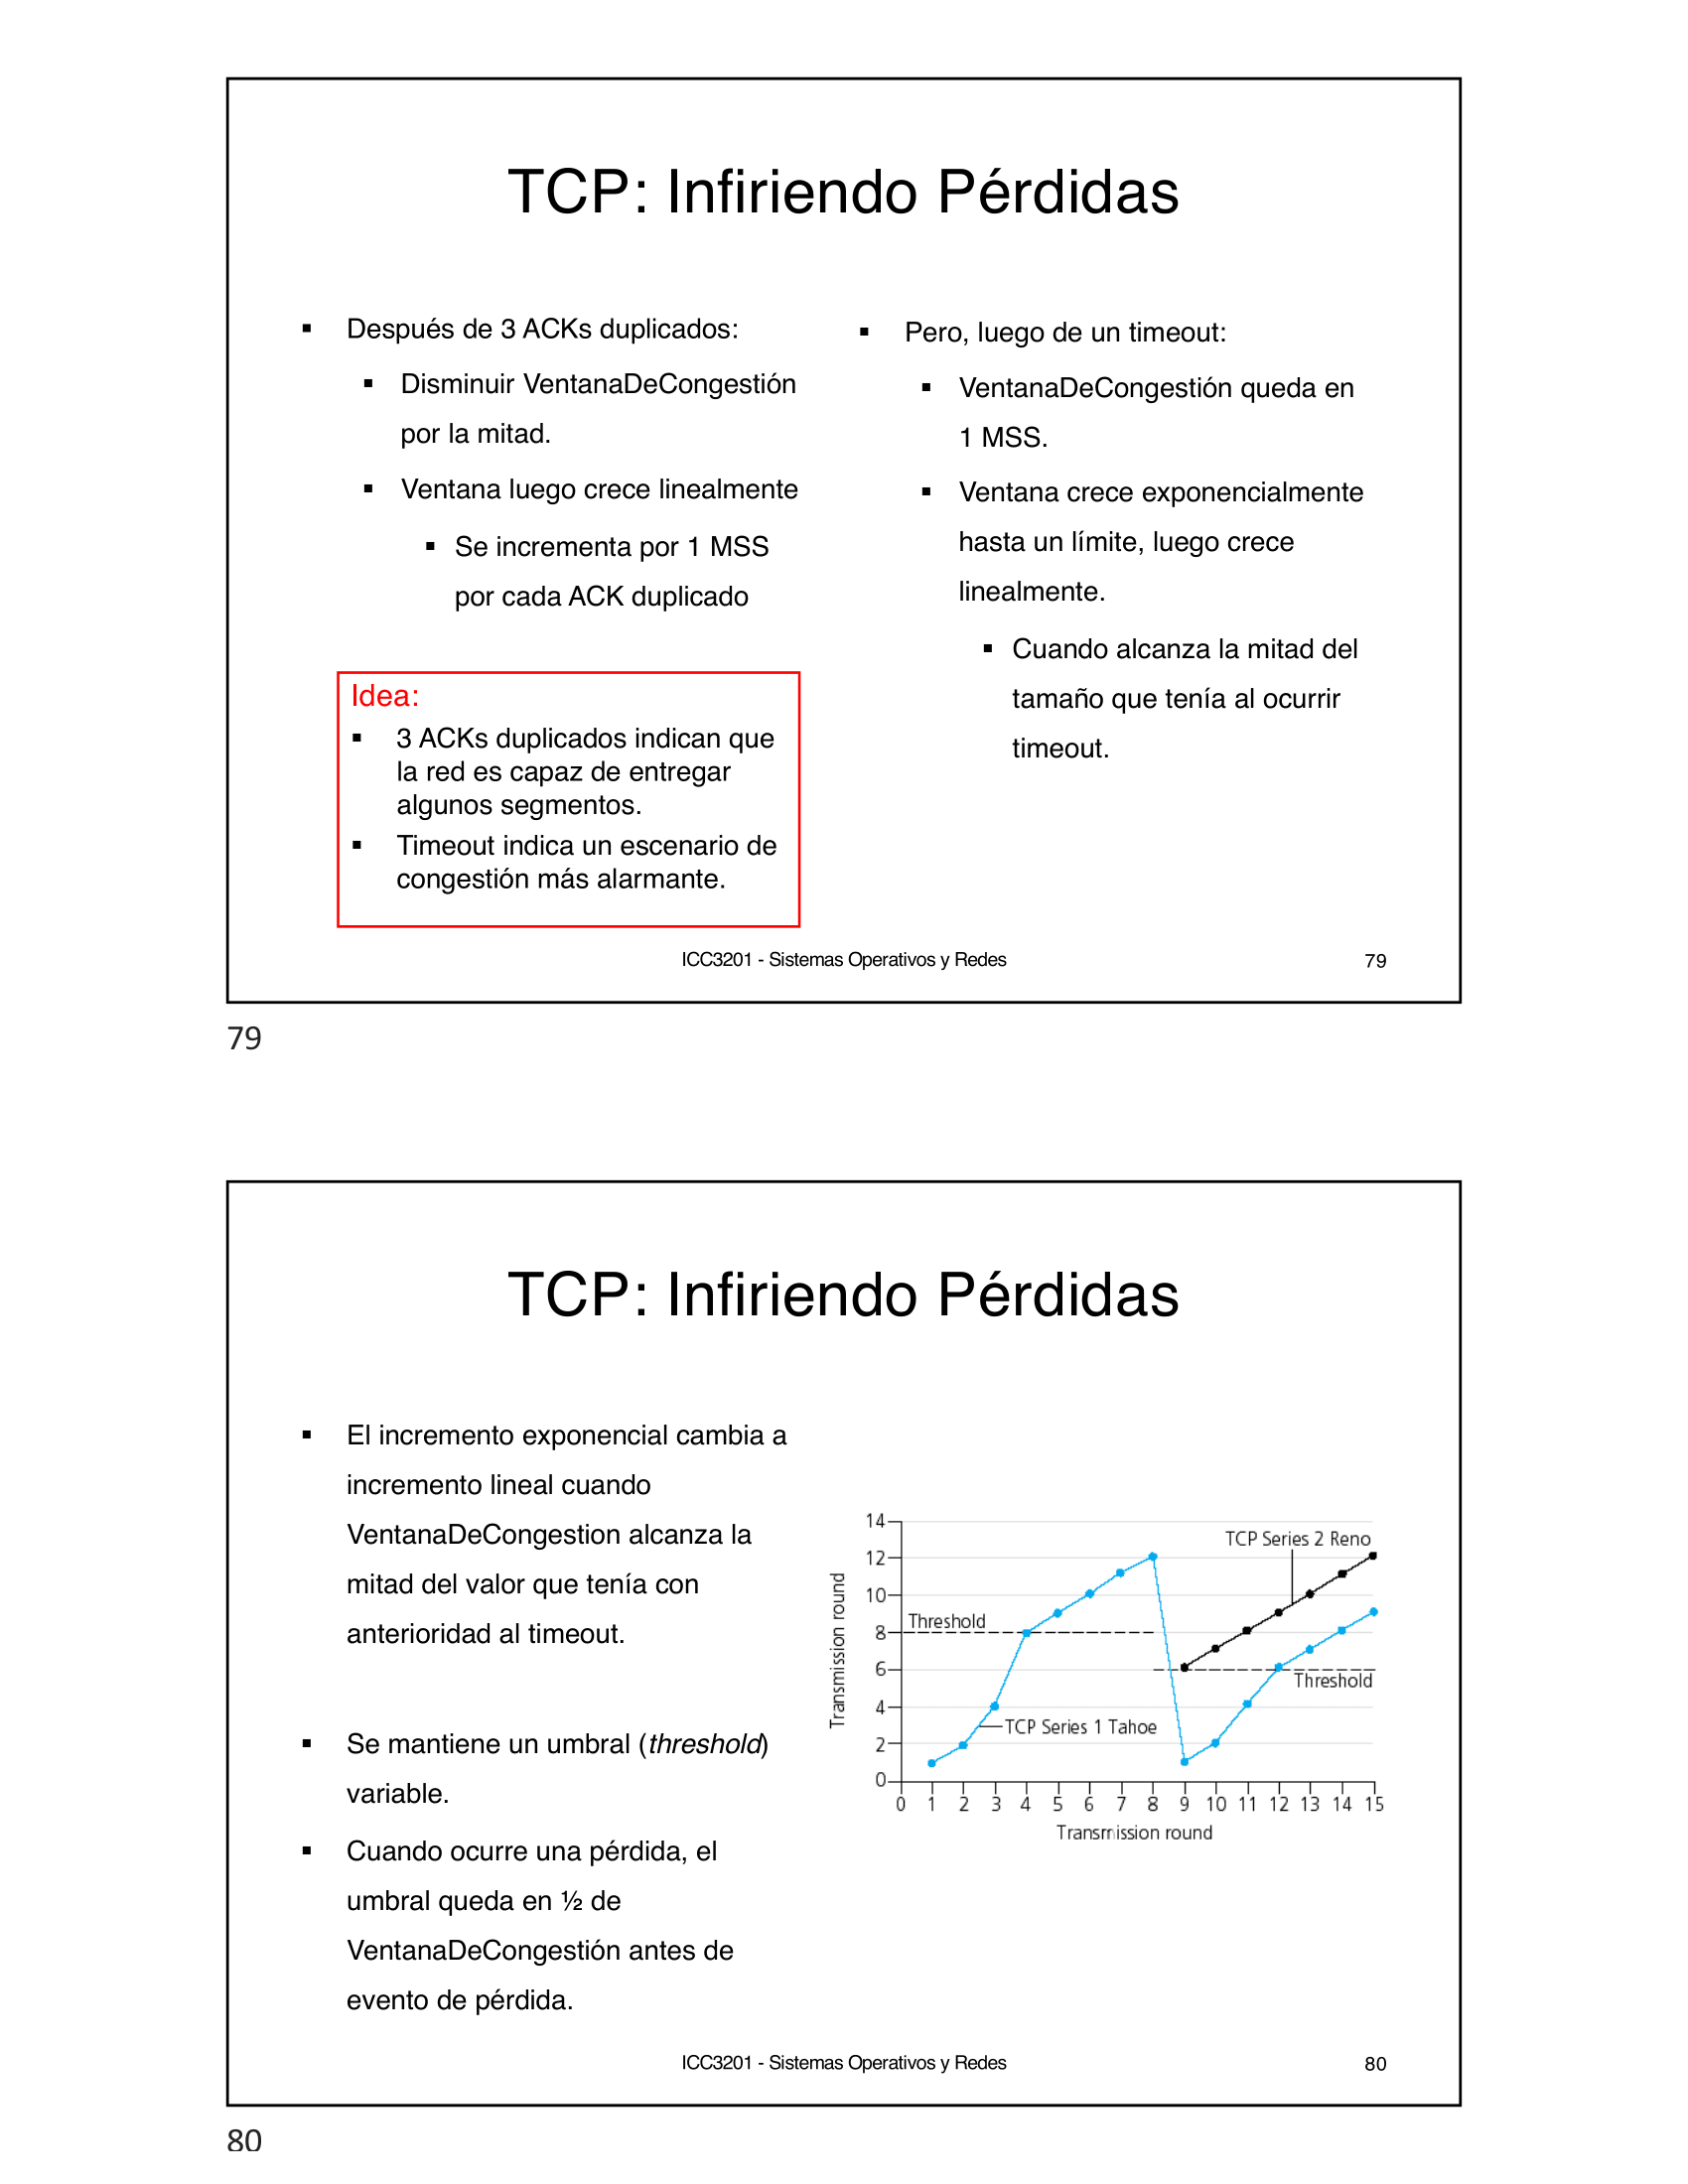 TCP: Infiriendo Pérdidas
▪ Después de 3 ACKs duplicados:
▪ Disminuir VentanaDeCongestión
por la mitad.
▪ Ventana luego crece linealmente
▪ Se incrementa por 1 MSS
por cada ACK duplicado
Idea:
▪ 3 ACKs duplicados indican que
la red es capaz de entregar
algunos segmentos.
▪ Timeout indica un escenario de
congestión más alarmante.
▪ Pero, luego de un timeout:
▪ VentanaDeCongestión queda en
1 MSS.
▪ Ventana crece exponencialmente
hasta un límite, luego crece
linealmente.
▪ Cuando alcanza la mitad del
tamaño que tenía al ocurrir
timeout.
ICC3201 - Sistemas Operativos y Redes
79
79
TCP: Infiriendo Pérdidas
▪ El incremento exponencial cambia a
incremento lineal cuando
VentanaDeCongestion alcanza la
mitad del valor que tenía con
anterioridad al timeout.
▪ Se mantiene un umbral (threshold)
variable.
▪ Cuando ocurre una pérdida, el
umbral queda en ½ de
VentanaDeCongestión antes de
evento de pérdida.
Transmission round
14
12
10
8
6
4
2
0
Threshold
TCP Series 2 Reno
Threshold
TCP Series 1 Tahoe
0 1 2 3 4 5 6 7 8 9 10 11 12 13 14 15
Transmission round
ICC3201 - Sistemas Operativos y Redes
80
80